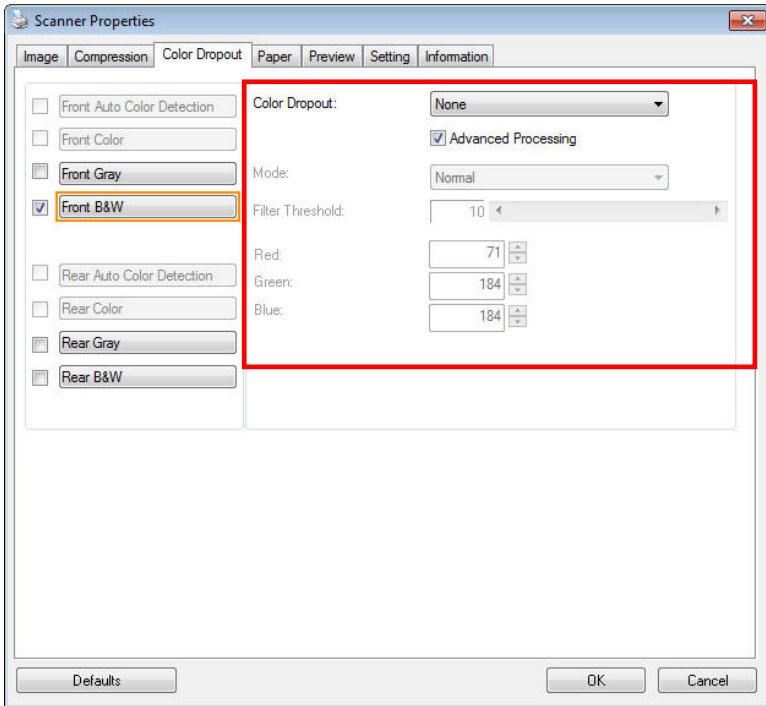 Scanner Properties
Image Compression Color Dropout Paper Preview Setting Information
Front Auto Color Detection
Front Color
Front Gray
Front B&W
Rear Auto Color Detection
Rear Color
Rear Gray
Rear B&W
Color Dropout: None
Advanced Processing
Mode: Normal
Filter Threshold: 10
Red: 71
Green: 184
Blue: 184
Defaults OK Cancel